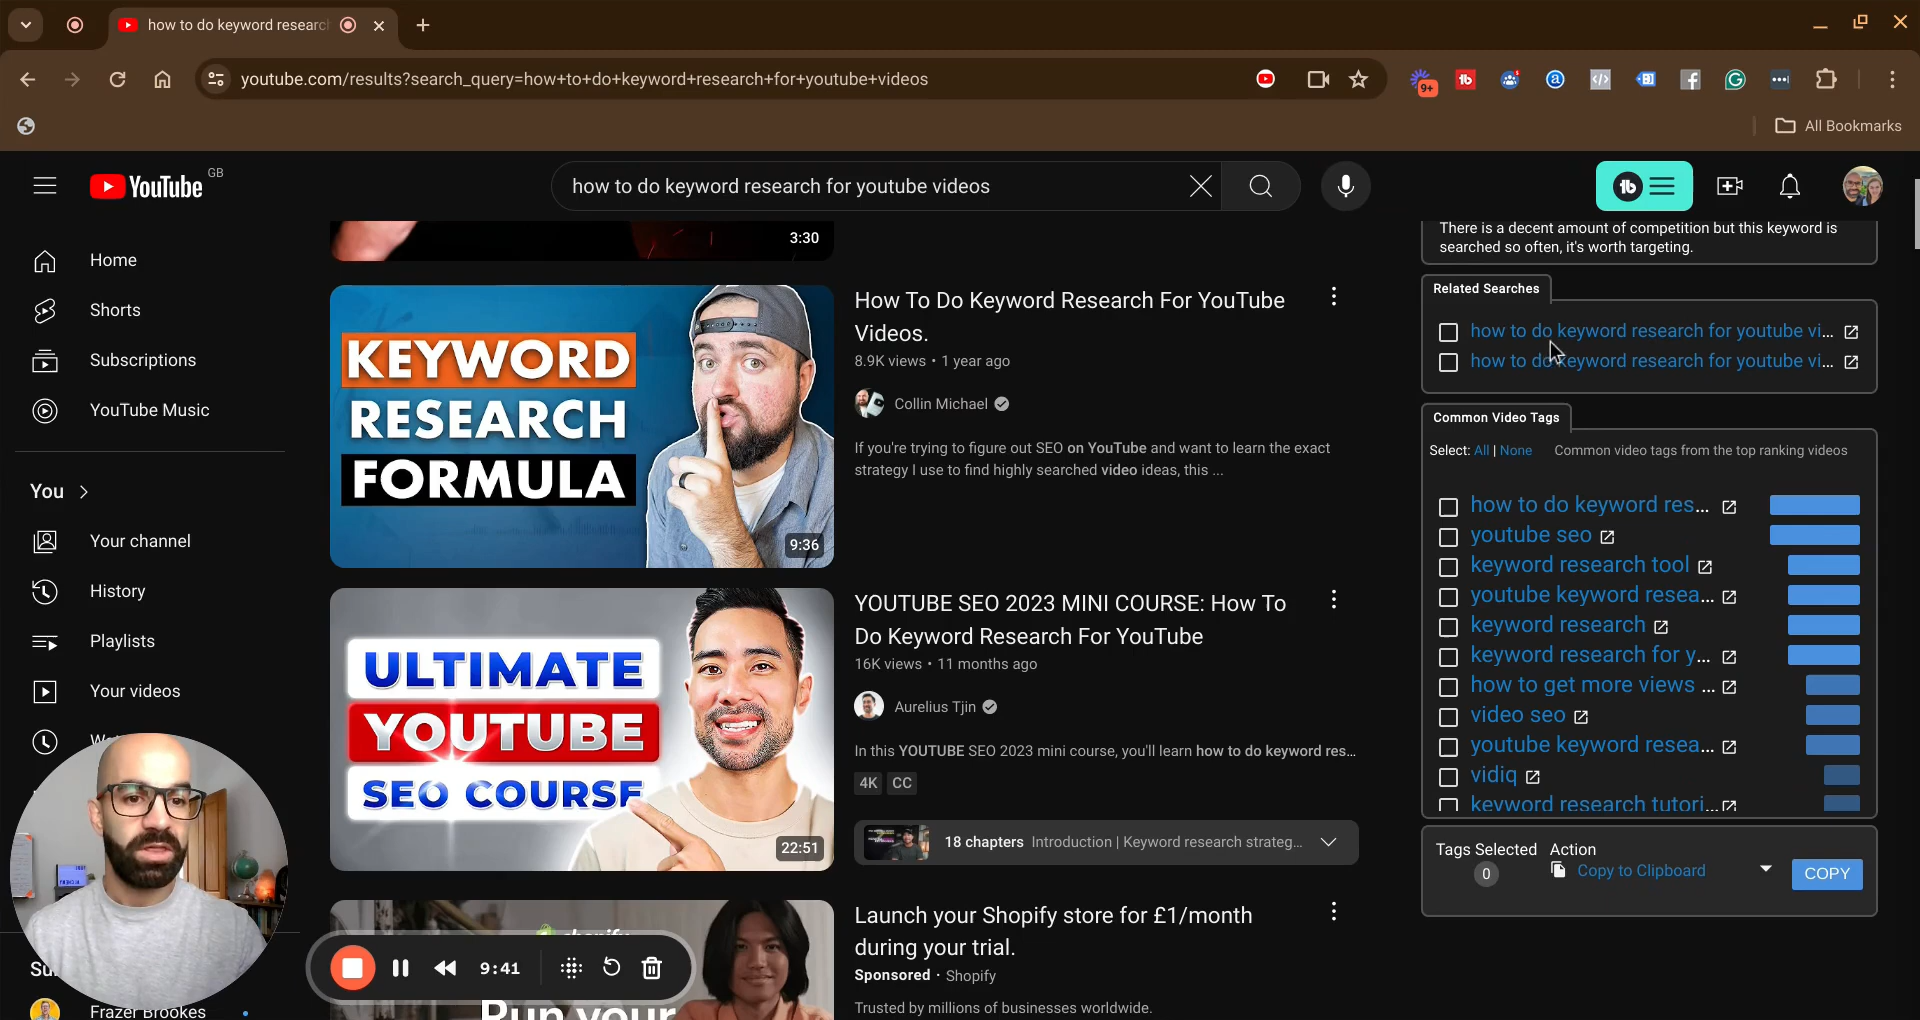 how to do keyword researc
youtube.com/results?search_query=how+to+do+keyword+research+for+youtube+videos
9+
All Bookmarks
YouTube
GB
how to do keyword research for youtube videos
Home
Shorts
Subscriptions
YouTube Music
You
Your channel
History
Playlists
Your videos
Frazer Brookes
3:30
KEYWORD
RESEARCH
FORMULA
9:36
How To Do Keyword Research For YouTube
Videos.
8.9K views • 1 year ago
Collin Michael
If you're trying to figure out SEO on YouTube and want to learn the exact
strategy I use to find highly searched video ideas, this ...
ULTIMATE
YOUTUBE
SEO COURSE
22:51
YOUTUBE SEO 2023 MINI COURSE: How To
Do Keyword Research For YouTube
16K views • 11 months ago
Aurelius Tjin
In this YOUTUBE SEO 2023 mini course, you'll learn how to do keyword res...
4K CC
18 chapters Introduction | Keyword research strateg...
shopify
Run your
9:41
Launch your Shopify store for £1/month
during your trial.
Sponsored · Shopify
Trusted by millions of businesses worldwide.
There is a decent amount of competition but this keyword is
searched so often, it's worth targeting.
Related Searches
how to do keyword research for youtube vi...
how to do keyword research for youtube vi...
Common Video Tags
Select: All | None Common video tags from the top ranking videos
how to do keyword res...
youtube seo
keyword research tool
youtube keyword resea...
keyword research
keyword research for y...
how to get more views ...
video seo
youtube keyword resea...
vidiq
keyword research tutori...
Tags Selected Action
0 Copy to Clipboard COPY